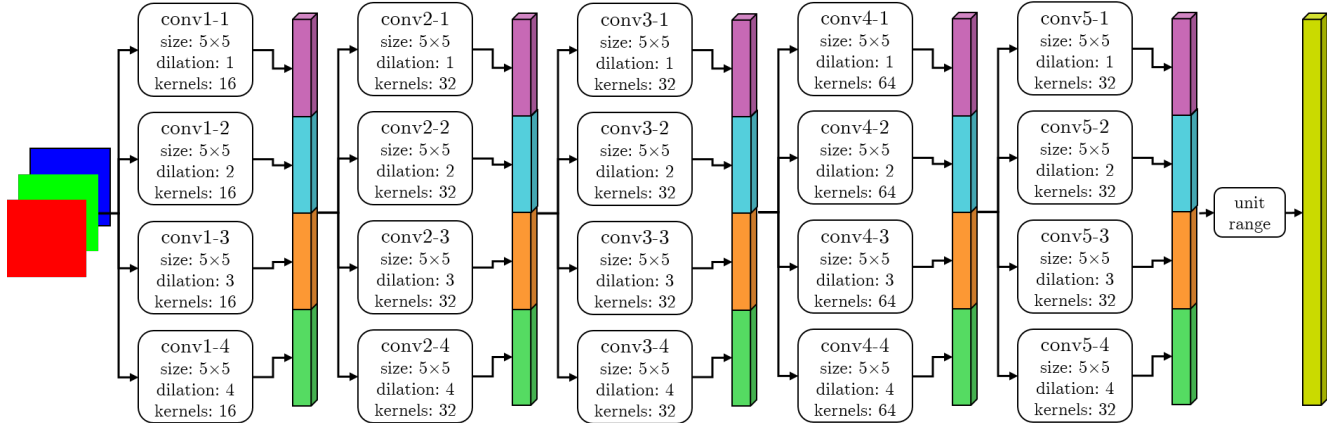 conv1-1
size: 5×5
dilation: 1
kernels: 16
conv1-2
size: 5×5
dilation: 2
kernels: 16
conv1-3
size: 5×5
dilation: 3
kernels: 16
conv1-4
size: 5×5
dilation: 4
kernels: 16
conv2-1
size: 5×5
dilation: 1
kernels: 32
conv2-2
size: 5×5
dilation: 2
kernels: 32
conv2-3
size: 5×5
dilation: 3
kernels: 32
conv2-4
size: 5×5
dilation: 4
kernels: 32
conv3-1
size: 5×5
dilation: 1
kernels: 32
conv3-2
size: 5×5
dilation: 2
kernels: 32
conv3-3
size: 5×5
dilation: 3
kernels: 32
conv3-4
size: 5×5
dilation: 4
kernels: 32
conv4-1
size: 5×5
dilation: 1
kernels: 64
conv4-2
size: 5×5
dilation: 2
kernels: 64
conv4-3
size: 5×5
dilation: 3
kernels: 64
conv4-4
size: 5×5
dilation: 4
kernels: 64
conv5-1
size: 5×5
dilation: 1
kernels: 32
conv5-2
size: 5×5
dilation: 2
kernels: 32
conv5-3
size: 5×5
dilation: 3
kernels: 32
conv5-4
size: 5×5
dilation: 4
kernels: 32
unit
range